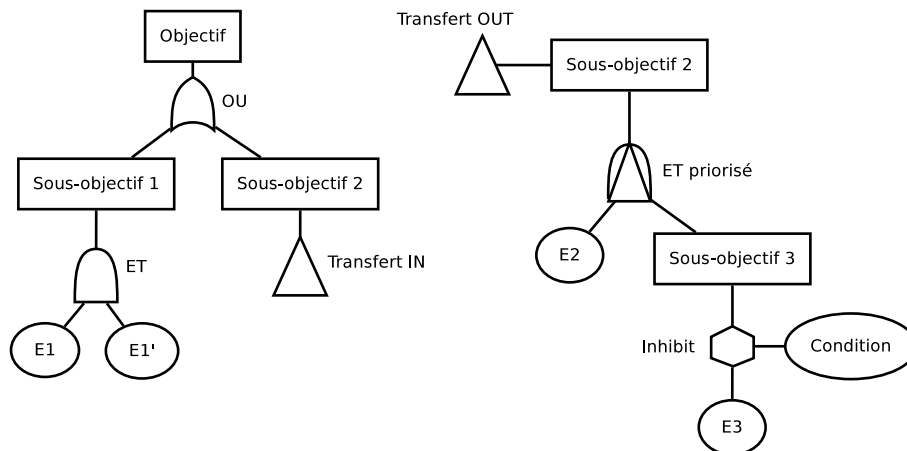 Objectif
OU
Sous-objectif 1
Sous-objectif 2
ET
Transfert IN
E1
E1'
Transfert OUT
Sous-objectif 2
ET priorisé
E2
Sous-objectif 3
Inhibit
Condition
E3